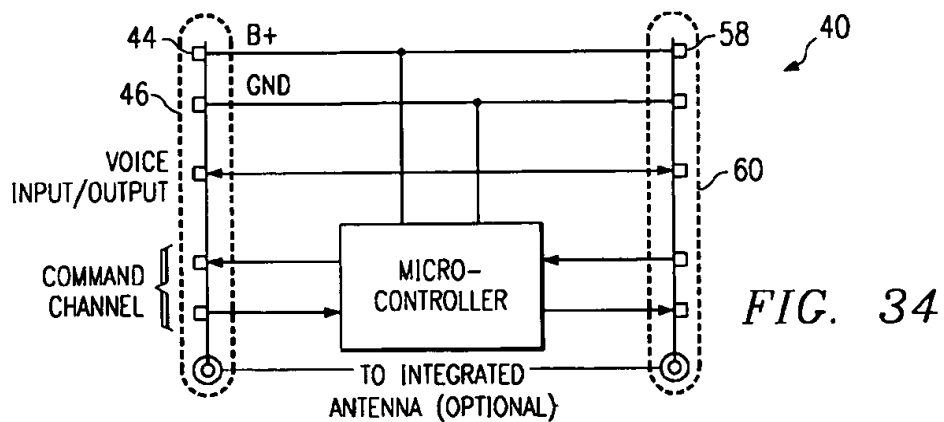 44
B+
58
40
GND
46
VOICE
INPUT/OUTPUT
60
COMMAND
CHANNEL
MICRO-
CONTROLLER
FIG. 34
TO INTEGRATED
ANTENNA (OPTIONAL)